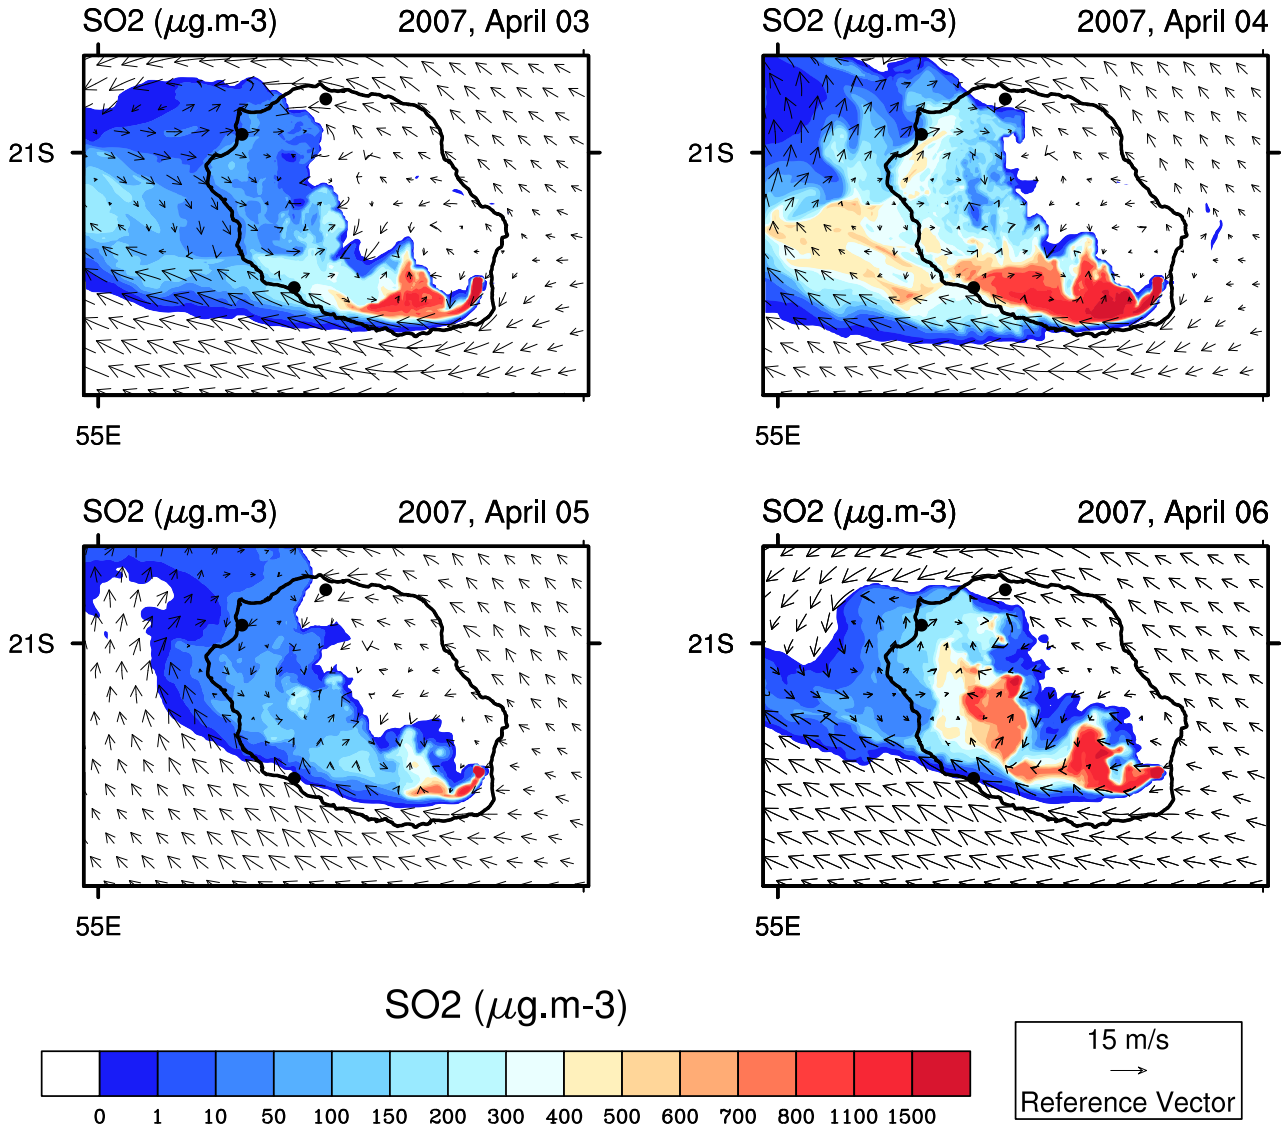 SO2 (μg.m-3) 2007, April 03
SO2 (μg.m-3) 2007, April 04
21S
21S
55E
55E
SO2 (μg.m-3) 2007, April 05
SO2 (μg.m-3) 2007, April 06
21S
21S
55E
55E
SO2 (μg.m-3)
0 1 10 50 100 150 200 300 400 500 600 700 800 1100 1500
15 m/s
Reference Vector